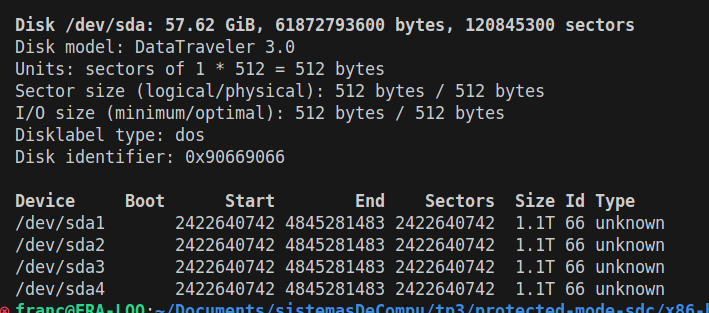 Disk /dev/sda: 57.62 GiB, 61872793600 bytes, 120845300 sectors
Disk model: DataTraveler 3.0
Units: sectors of 1 * 512 = 512 bytes
Sector size (logical/physical): 512 bytes / 512 bytes
I/O size (minimum/optimal): 512 bytes / 512 bytes
Disklabel type: dos
Disk identifier: 0x90669066
Device     Boot      Start        End    Sectors  Size Id Type
/dev/sda1       2422640742 4845281483 2422640742  1.1T 66 unknown
/dev/sda2       2422640742 4845281483 2422640742  1.1T 66 unknown
/dev/sda3       2422640742 4845281483 2422640742  1.1T 66 unknown
/dev/sda4       2422640742 4845281483 2422640742  1.1T 66 unknown
franc@FRA-LOQ:~/Documents/sistemasDeCompu/tp3/protected-mode-sdc/x86-